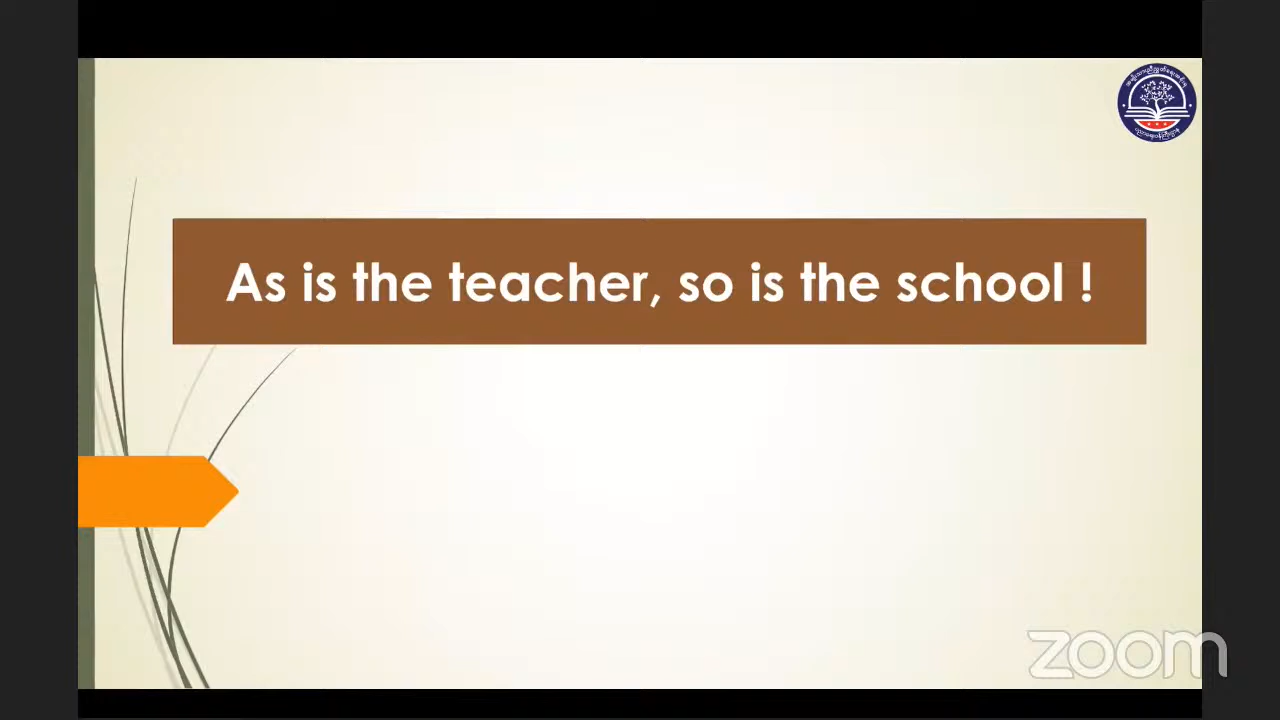 As is the teacher, so is the school !
zoom